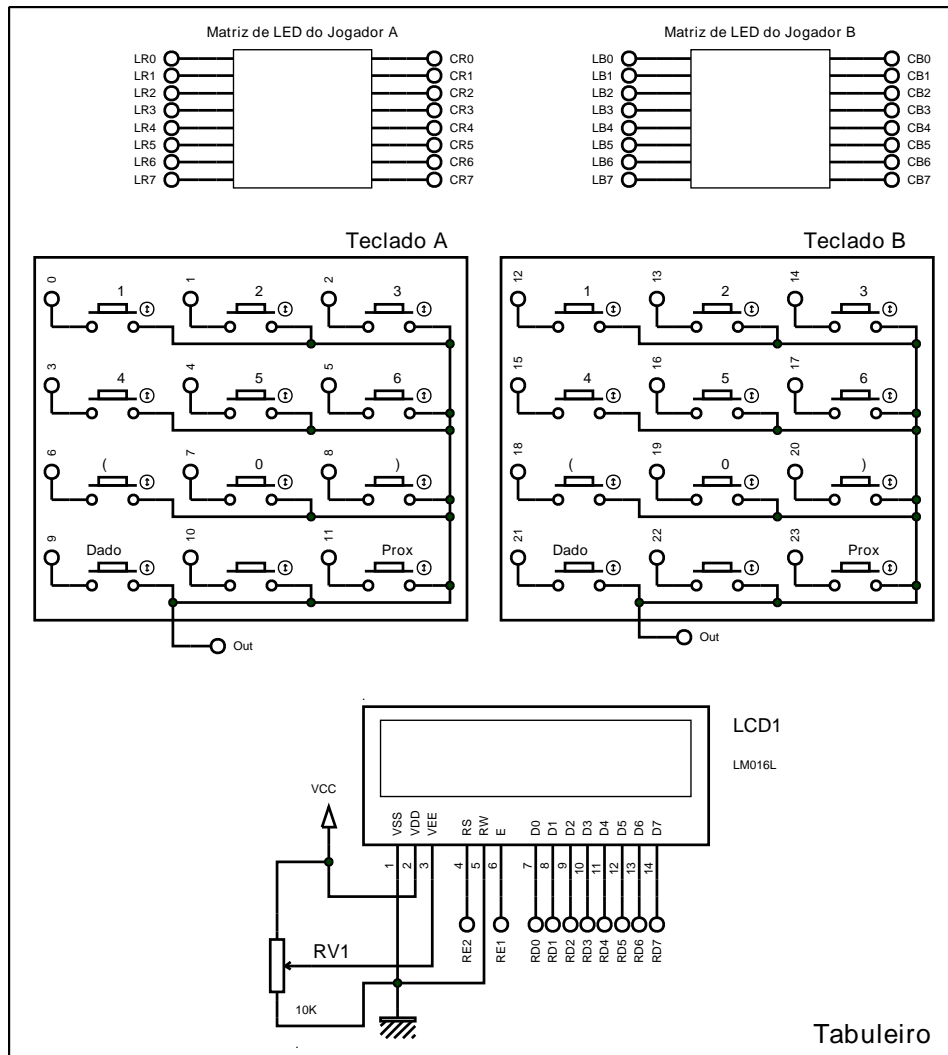 Matriz de LED do Jogador A
Matriz de LED do Jogador B
LR0 CR0 LB0 CB0
LR1 CR1 LB1 CB1
LR2 CR2 LB2 CB2
LR3 CR3 LB3 CB3
LR4 CR4 LB4 CB4
LR5 CR5 LB5 CB5
LR6 CR6 LB6 CB6
LR7 CR7 LB7 CB7
Teclado A
0 1 2
1 2 3
3 4 5
4 5 6
6 7 8
( 0 )
9 10 11
Dado Prox
Out
Teclado B
12 13 14
1 2 3
15 16 17
4 5 6
18 19 20
( 0 )
21 22 23
Dado Prox
Out
LCD1
LM016L
VCC
VSS VDD VEE RS RW E D0 D1 D2 D3 D4 D5 D6 D7
1 2 3 4 5 6 7 8 9 10 11 12 13 14
RE2 RE1 RD0 RD1 RD2 RD3 RD4 RD5 RD6 RD7
RV1
10K
Tabuleiro